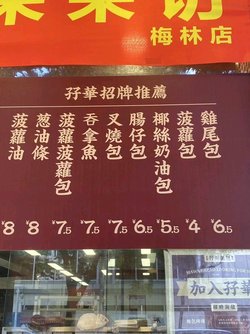 梅林店
孖華招牌推薦
雞尾包
¥6.5
菠蘿包
¥4
椰絲奶油包
¥5.5
腸仔包
¥6.5
叉燒包
¥7.5
吞拿魚
¥7.5
菠蘿菠蘿包
¥7.5
蔥油條
¥8
菠蘿油
¥8
加入孖華